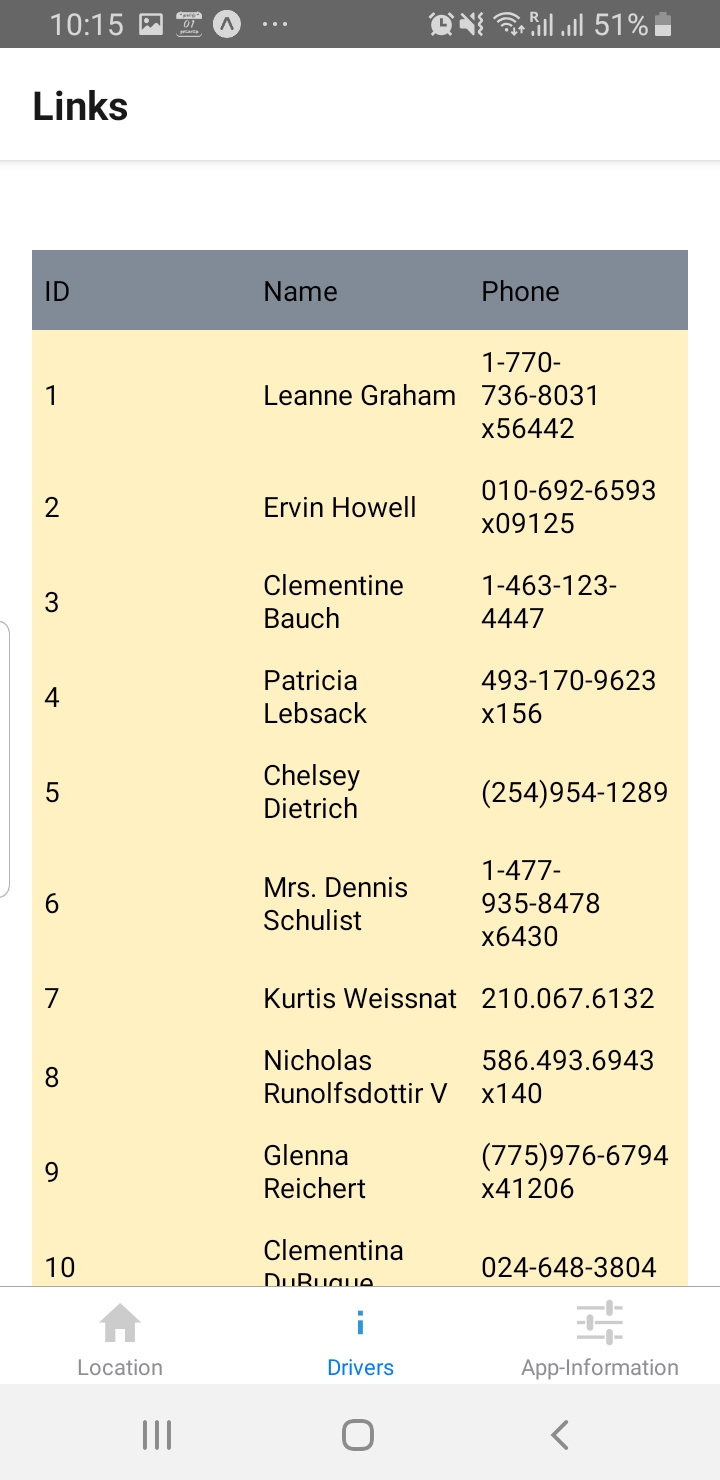 10:15 51%
Links
ID Name Phone
1 Leanne Graham 1-770-
736-8031
x56442
2 Ervin Howell 010-692-6593
x09125
3 Clementine 1-463-123-
Bauch 4447
4 Patricia 493-170-9623
Lebsack x156
5 Chelsey (254)954-1289
Dietrich
6 Mrs. Dennis 1-477-
Schulist 935-8478
x6430
7 Kurtis Weissnat 210.067.6132
8 Nicholas 586.493.6943
Runolfsdottir V x140
9 Glenna (775)976-6794
Reichert x41206
10 Clementina 024-648-3804
DuBuque
Location Drivers App-Information